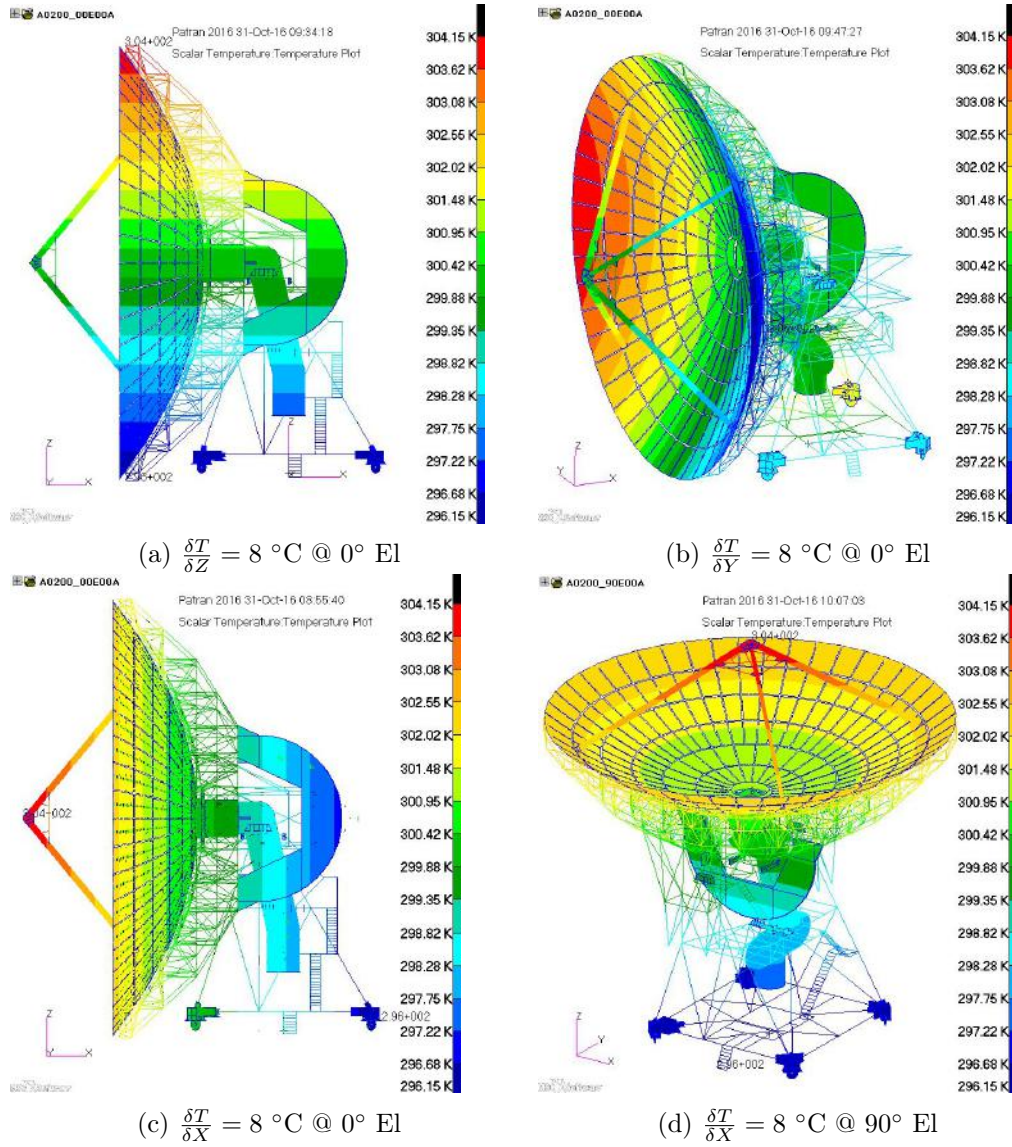 A0200_00E00A
Patran 2016 31-Oct-16 09:34:18
3.04+002
Scalar Temperature:Temperature Plot
304.15 K
303.62 K
303.08 K
302.55 K
302.02 K
301.48 K
300.95 K
300.42 K
299.88 K
299.35 K
298.82 K
298.28 K
297.75 K
297.22 K
296.68 K
296.15 K
Z
X
Z
X
(a) δT/δZ = 8 °C @ 0° El
A0200_00E00A
Patran 2016 31-Oct-16 09:47:27
Scalar Temperature:Temperature Plot
304.15 K
303.62 K
303.08 K
302.55 K
302.02 K
301.48 K
300.95 K
300.42 K
299.88 K
299.35 K
298.82 K
298.28 K
297.75 K
297.22 K
296.68 K
296.15 K
Z
Y
X
(b) δT/δY = 8 °C @ 0° El
A0200_00E00A
Patran 2016 31-Oct-16 08:55:40
Scalar Temperature:Temperature Plot
304.15 K
303.62 K
303.08 K
302.55 K
302.02 K
301.48 K
300.95 K
300.42 K
299.88 K
299.35 K
298.82 K
298.28 K
297.75 K
297.22 K
296.68 K
296.15 K
2.96+002
Z
X
Z
X
(c) δT/δX = 8 °C @ 0° El
A0200_90E00A
Patran 2016 31-Oct-16 10:07:03
Scalar Temperature:Temperature Plot
3.04+002
304.15 K
303.62 K
303.08 K
302.55 K
302.02 K
301.48 K
300.95 K
300.42 K
299.88 K
299.35 K
298.82 K
298.28 K
297.75 K
297.22 K
296.68 K
296.15 K
Z
Y
X
(d) δT/δX = 8 °C @ 90° El